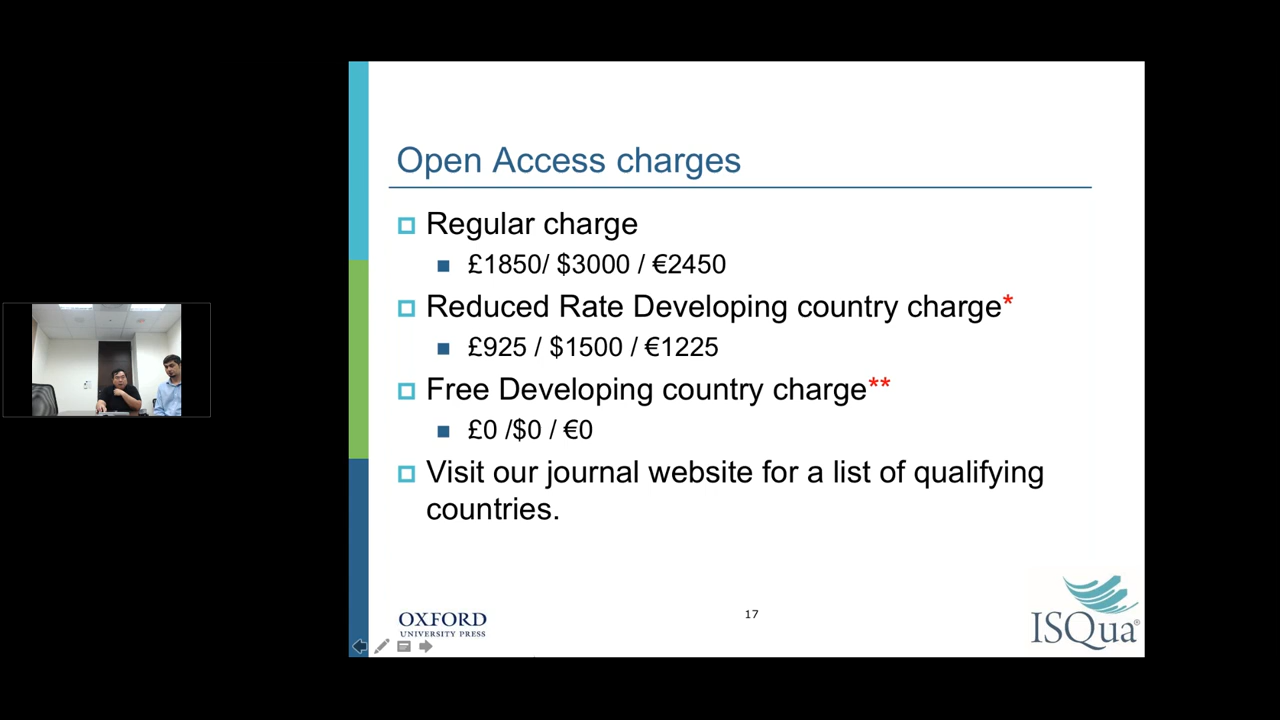 Open Access charges
Regular charge
£1850/ $3000 / €2450
Reduced Rate Developing country charge*
£925 / $1500 / €1225
Free Developing country charge**
£0 /$0 / €0
Visit our journal website for a list of qualifying
countries.
17
OXFORD
UNIVERSITY PRESS
ISQua®